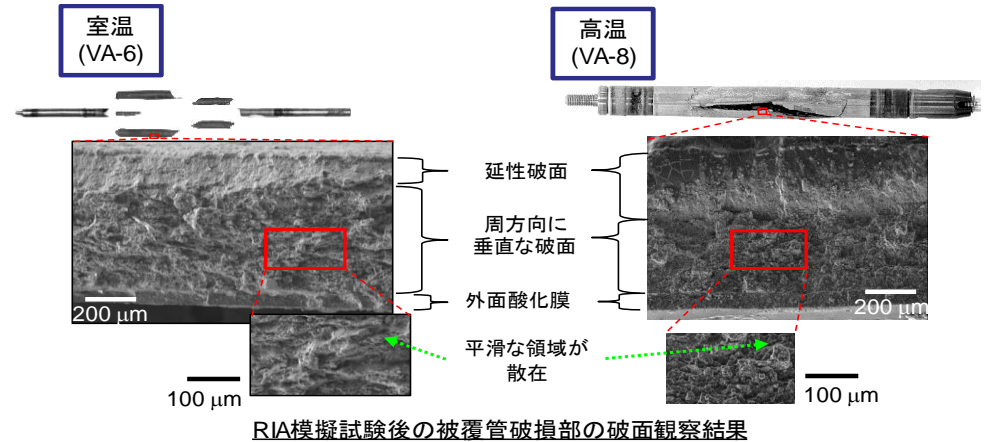 室温
(VA-6)
高温
(VA-8)
延性破面
周方向に
垂直な破面
外面酸化膜
200 μm
200 μm
平滑な領域が
散在
100 μm
100 μm
RIA模擬試験後の被覆管破損部の破面観察結果